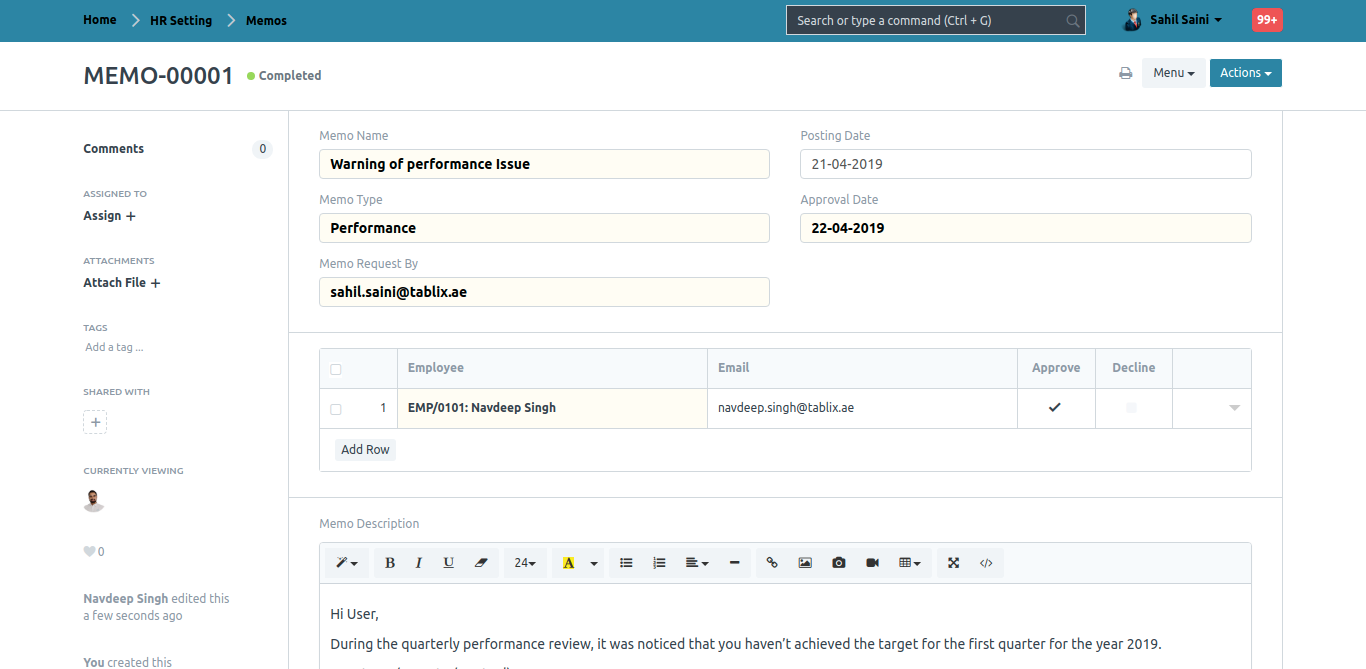 Home HR Setting Memos Search or type a command (Ctrl + G) Sahil Saini 99+
MEMO-00001 Completed Menu Actions
Comments 0
ASSIGNED TO
Assign +
ATTACHMENTS
Attach File +
TAGS
Add a tag ...
SHARED WITH
+
CURRENTLY VIEWING
0
Navdeep Singh edited this
a few seconds ago
You created this
Memo Name
Warning of performance Issue
Memo Type
Performance
Memo Request By
sahil.saini@tablix.ae
Posting Date
21-04-2019
Approval Date
22-04-2019
Employee Email Approve Decline
1 EMP/0101: Navdeep Singh navdeep.singh@tablix.ae
Add Row
Memo Description
B I U 24 A
Hi User,
During the quarterly performance review, it was noticed that you haven't achieved the target for the first quarter for the year 2019.